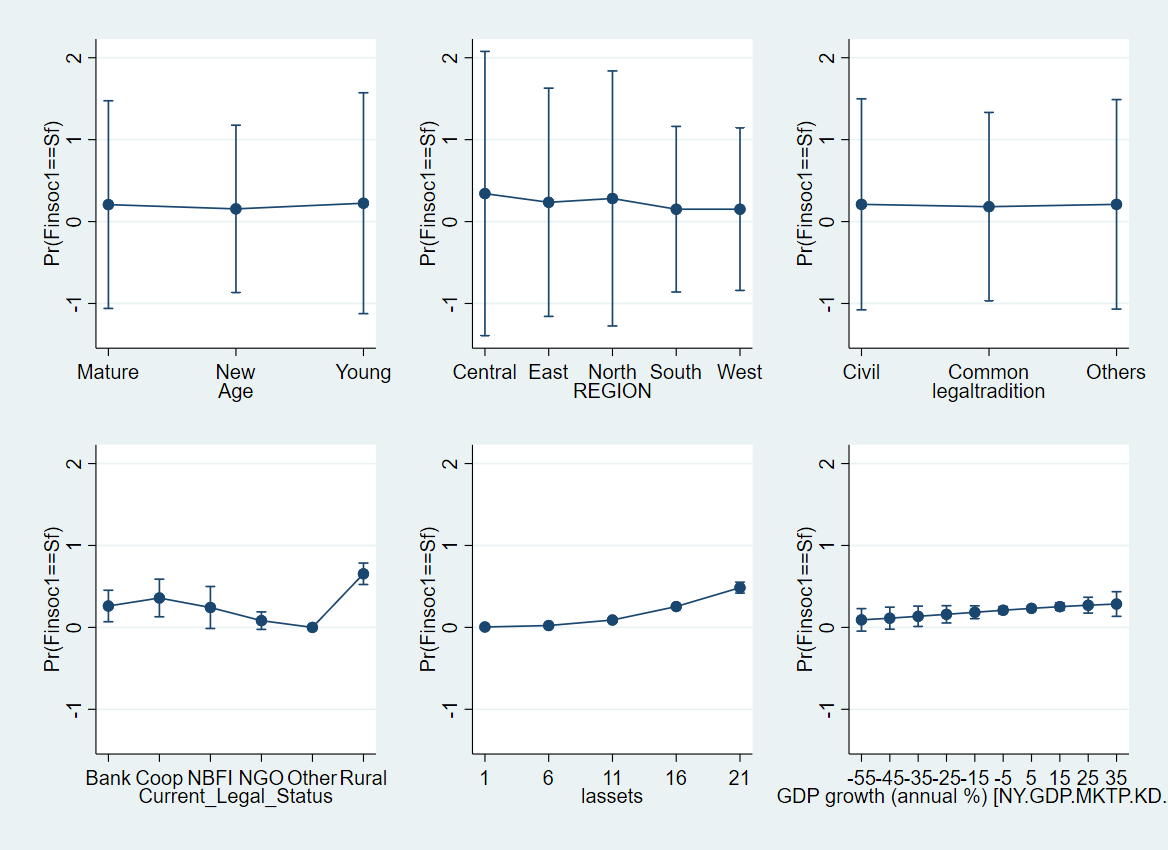 Pr(Finsoc1==Sf)
2
1
0
-1
Mature New Young
Age
Pr(Finsoc1==Sf)
2
1
0
-1
Central East North South West
REGION
Pr(Finsoc1==Sf)
2
1
0
-1
Civil Common Others
legaltradition
Pr(Finsoc1==Sf)
2
1
0
-1
Bank Coop NBFI NGO Other Rural
Current_Legal_Status
Pr(Finsoc1==Sf)
2
1
0
-1
1 6 11 16 21
lassets
Pr(Finsoc1==Sf)
2
1
0
-1
-55 -45 -35 -25 -15 -5 5 15 25 35
GDP growth (annual %) [NY.GDP.MKTP.KD.